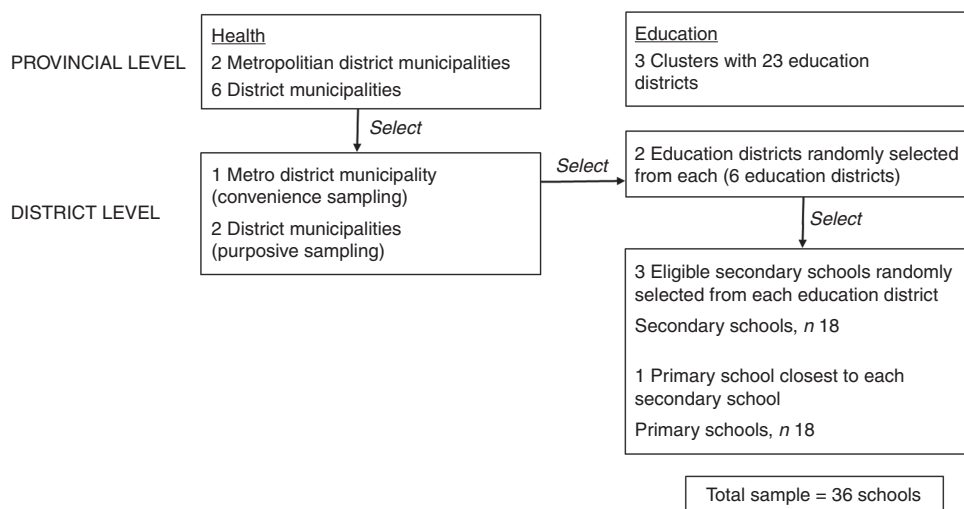 PROVINCIAL LEVEL
Health
2 Metropolitian district municipalities
6 District municipalities
Education
3 Clusters with 23 education
districts
Select
DISTRICT LEVEL
1 Metro district municipality
(convenience sampling)
2 District municipalities
(purposive sampling)
Select
2 Education districts randomly selected
from each (6 education districts)
Select
3 Eligible secondary schools randomly
selected from each education district
Secondary schools, n 18
1 Primary school closest to each
secondary school
Primary schools, n 18
Total sample = 36 schools